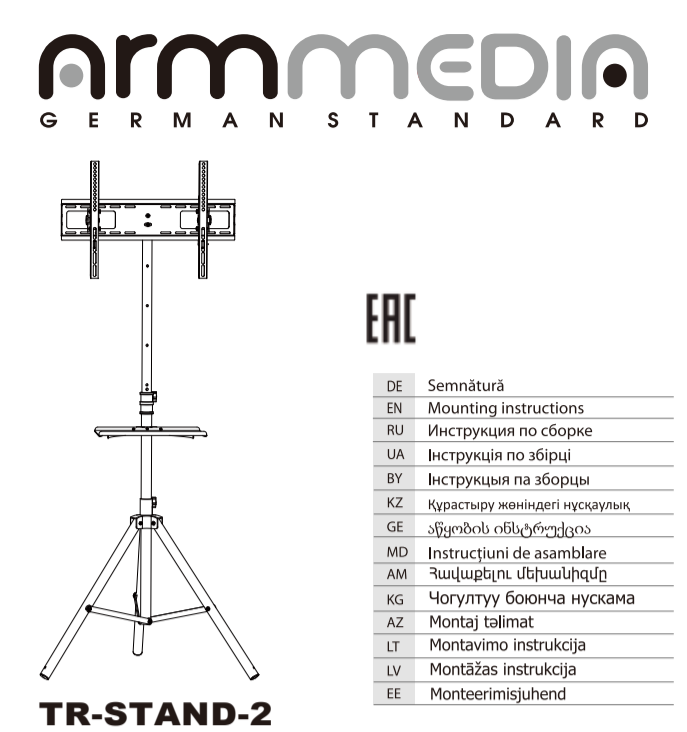 ARMMEDIA
GERMAN STANDARD
EAC
DE Semnătură
EN Mounting instructions
RU Инструкция по сборке
UA Інструкція по збірці
BY Інструкцыя па зборцы
KZ Құрастыру жөніндегі нұсқаулық
GE აწყობის ინსტრუქცია
MD Instrucțiuni de asamblare
AM Հավաքելու մեխանիզմը
KG Чогултуу боюнча нускама
AZ Montaj təlimat
LT Montavimo instrukcija
LV Montāžas instrukcija
EE Monteerimisjuhend
TR-STAND-2